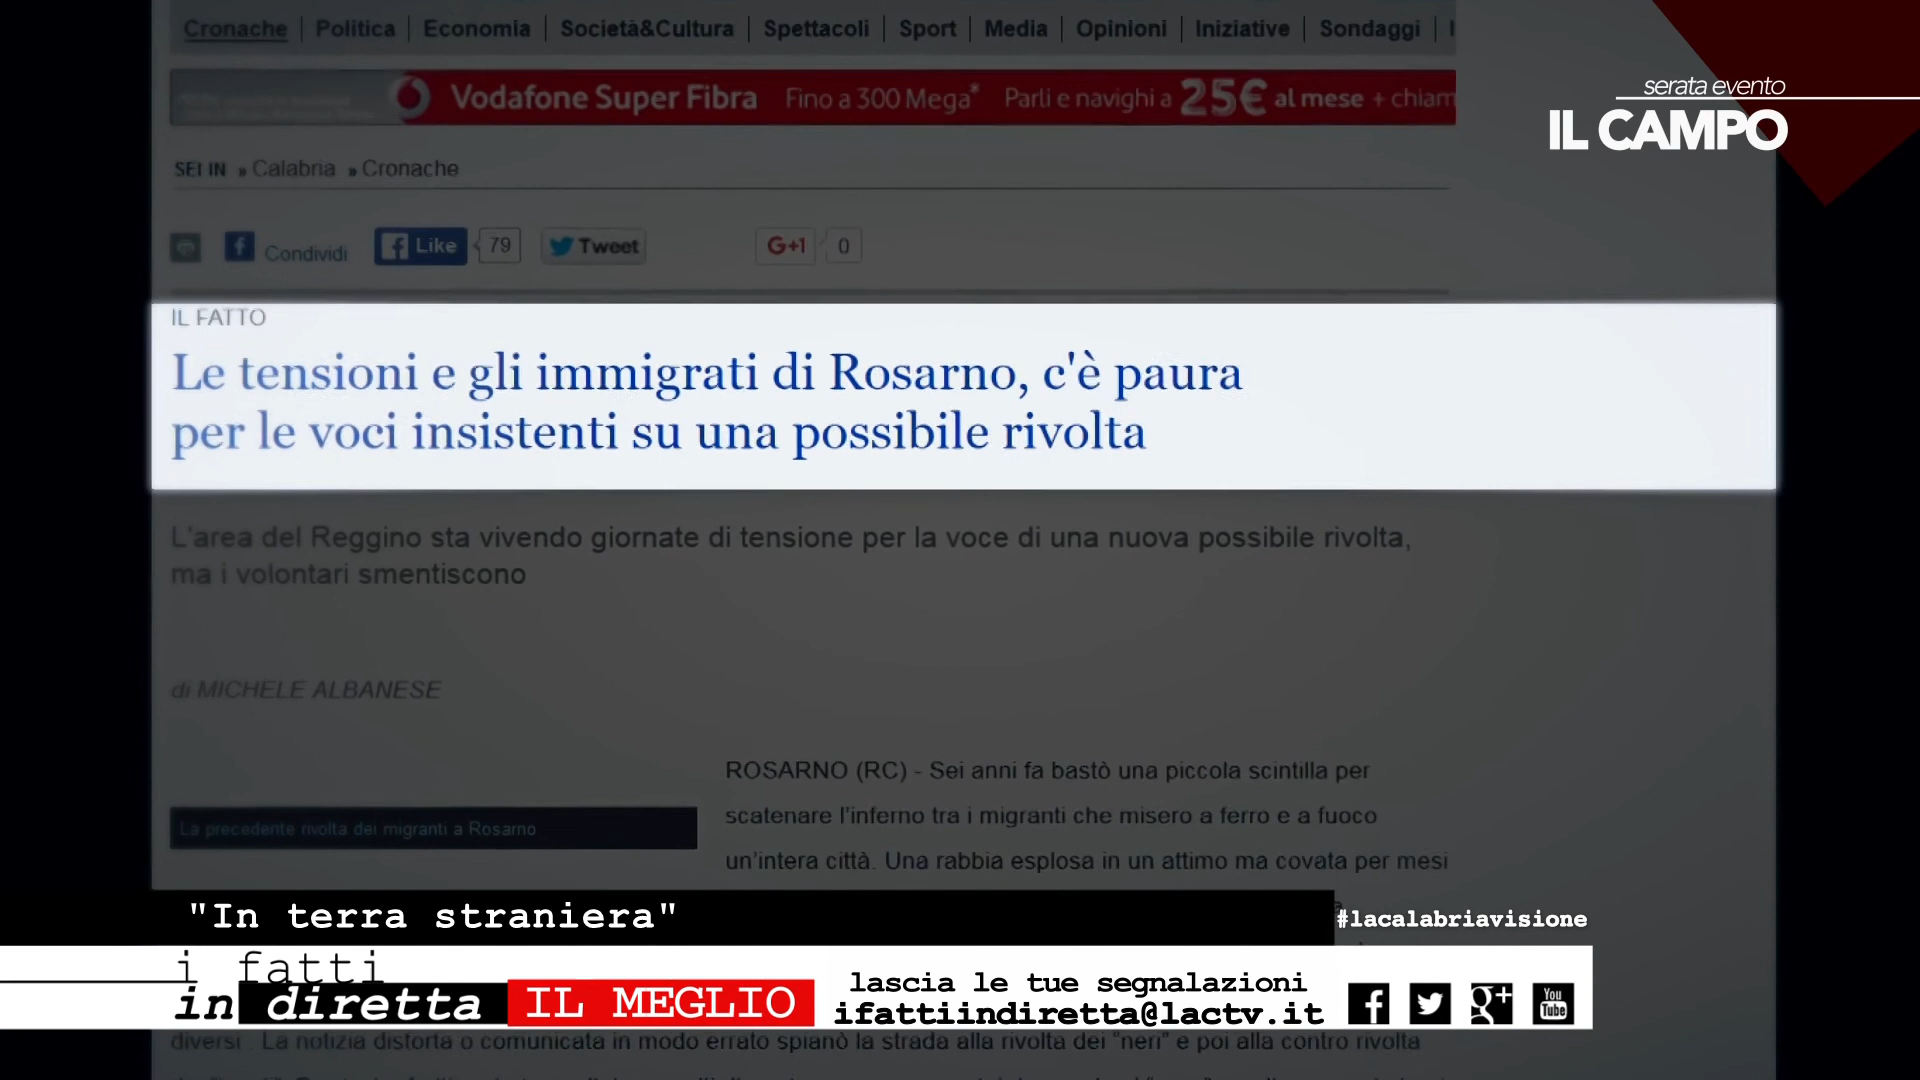 Cronache Politica Economia Società&Cultura Spettacoli Sport Media Opinioni Iniziative Sondaggi
Vodafone Super Fibra Fino a 300 Mega* Parli e navighi a 25€ al mese + chiam
serata evento
IL CAMPO
SEI IN » Calabria » Cronache
Condividi Like 79 Tweet G+1 0
IL FATTO
Le tensioni e gli immigrati di Rosarno, c'è paura
per le voci insistenti su una possibile rivolta
L'area del Reggino sta vivendo giornate di tensione per la voce di una nuova possibile rivolta,
ma i volontari smentiscono
di MICHELE ALBANESE
ROSARNO (RC) - Sei anni fa bastò una piccola scintilla per
scatenare l'inferno tra i migranti che misero a ferro e a fuoco
un'intera città. Una rabbia esplosa in un attimo ma covata per mesi
La precedente rivolta dei migranti a Rosarno
"In terra straniera"
#lacalabriavisione
i fatti
in diretta IL MEGLIO
lascia le tue segnalazioni
ifattiindiretta@lactv.it
You
Tube
diversi . La notizia distorta o comunicata in modo errato spianò la strada alla rivolta dei "neri" e poi alla contro rivolta